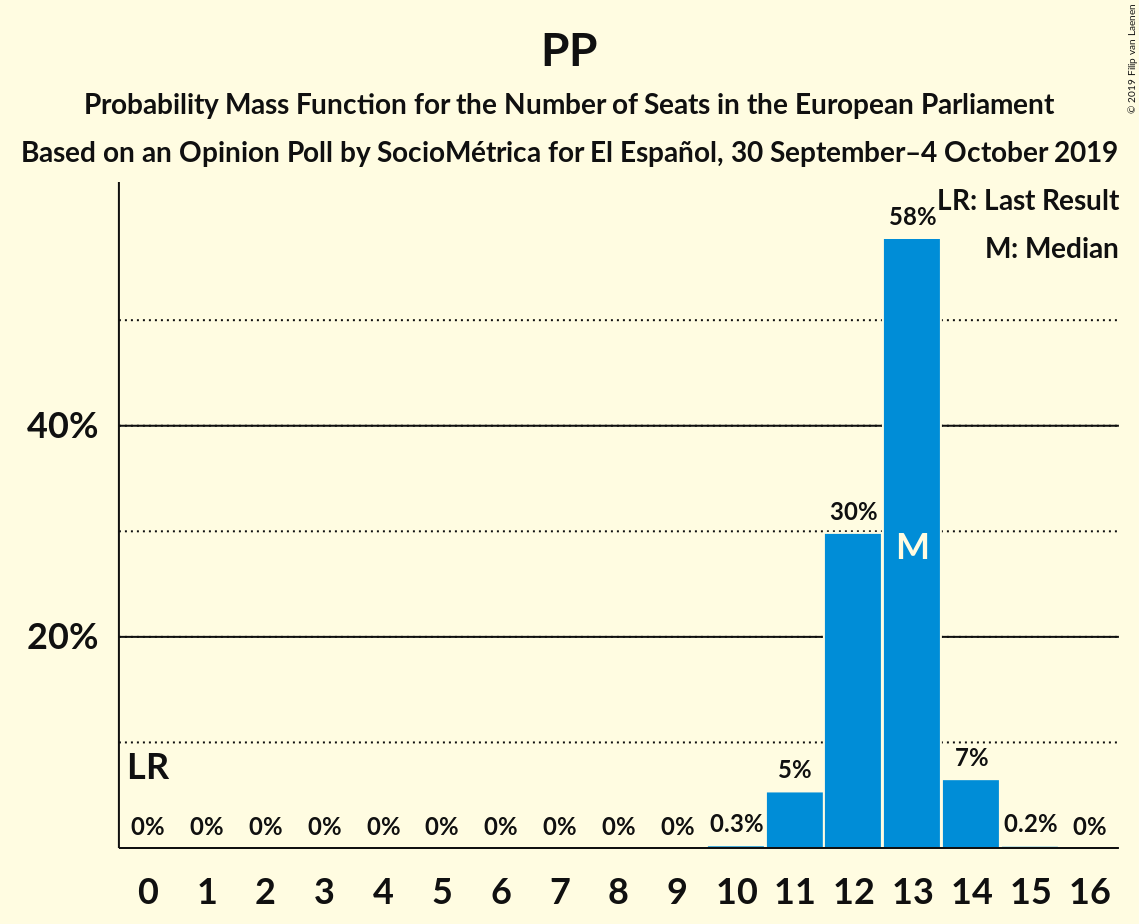 PP
Probability Mass Function for the Number of Seats in the European Parliament
Based on an Opinion Poll by SocioMétrica for El Español, 30 September–4 October 2019
© 2019 Filip van Laenen
LR: Last Result
M: Median
58%
40%
30%
M
20%
LR
0% 0% 0% 0% 0% 0% 0% 0% 0% 0% 0.3% 5% 7% 0.2% 0%
0 1 2 3 4 5 6 7 8 9 10 11 12 13 14 15 16